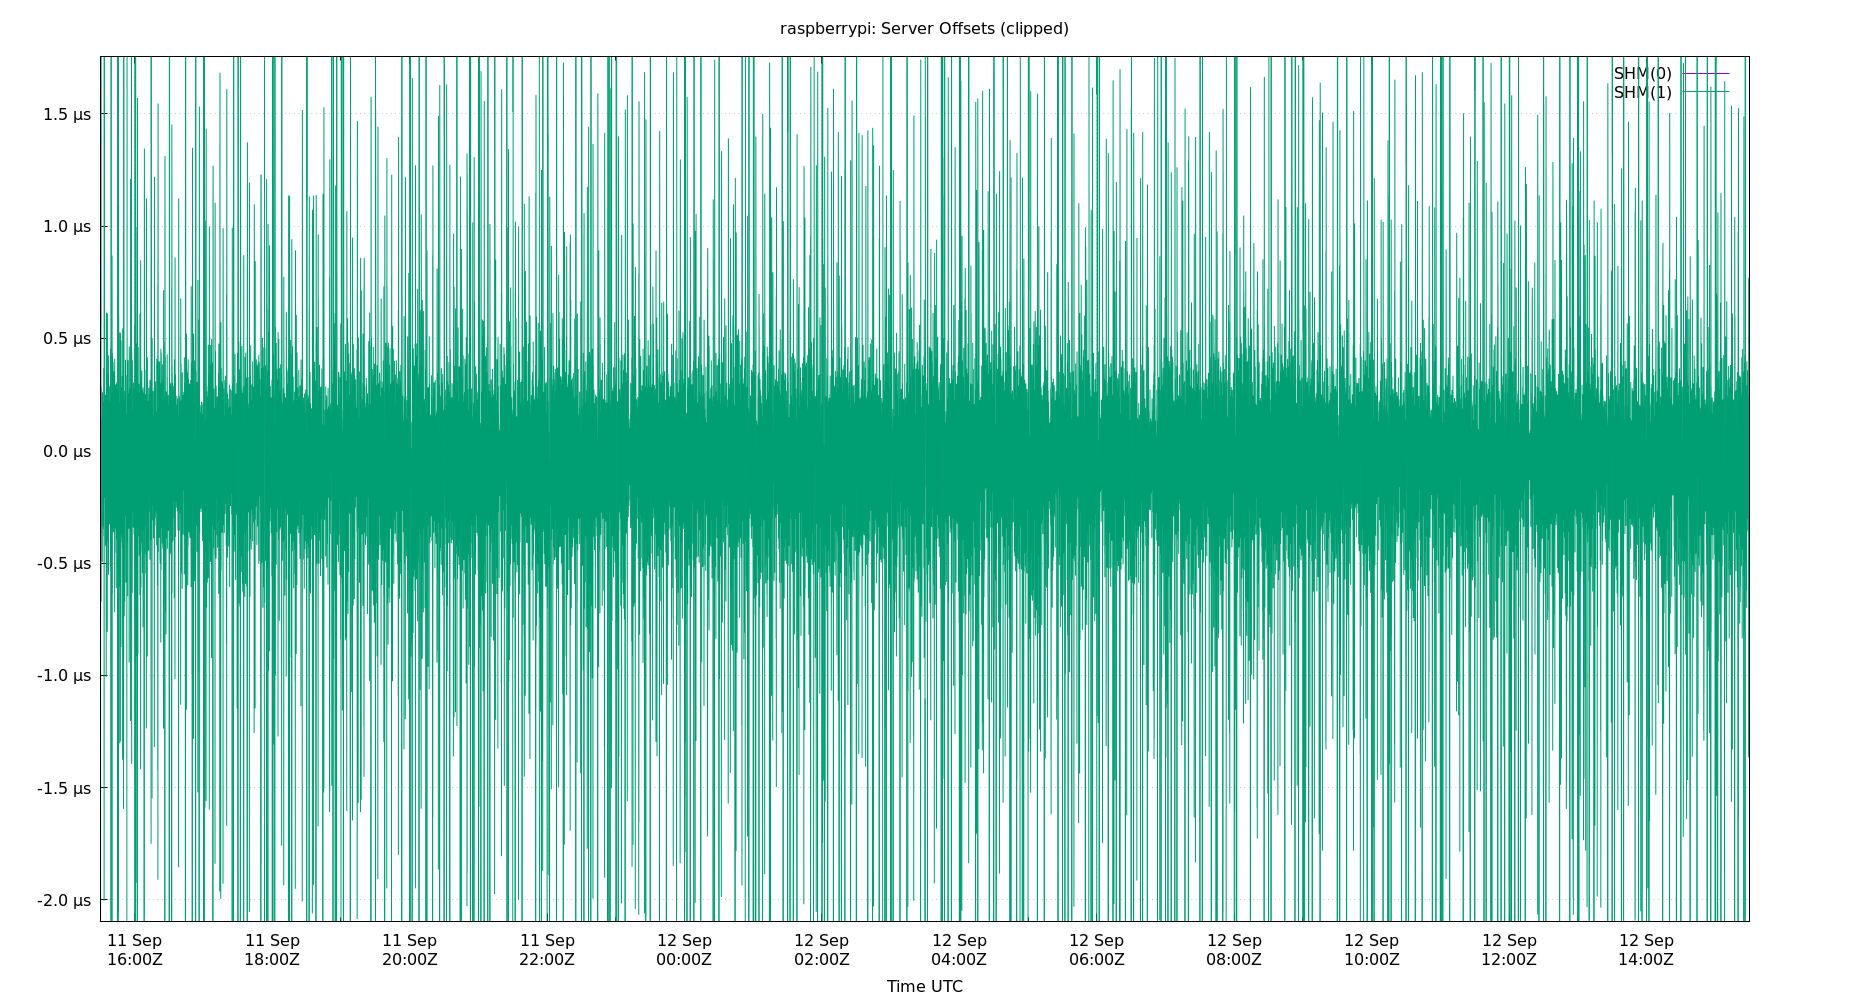 raspberrypi: Server Offsets (clipped)
SHM(0)
SHM(1)
1.5 µs
1.0 µs
0.5 µs
0.0 µs
-0.5 µs
-1.0 µs
-1.5 µs
-2.0 µs
11 Sep 11 Sep 11 Sep 11 Sep 12 Sep 12 Sep 12 Sep 12 Sep 12 Sep 12 Sep 12 Sep 12 Sep
16:00Z 18:00Z 20:00Z 22:00Z 00:00Z 02:00Z 04:00Z 06:00Z 08:00Z 10:00Z 12:00Z 14:00Z
Time UTC